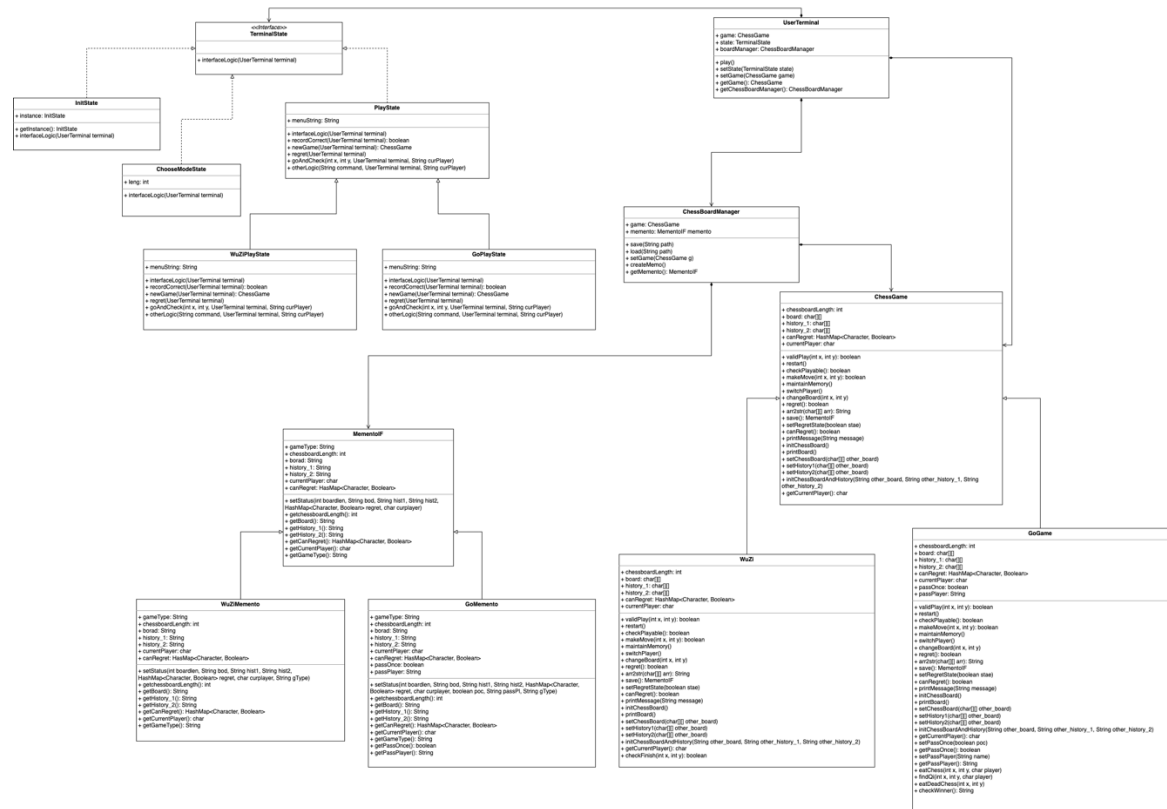 <<Interface>>
TerminalState
+ interfaceLogic(UserTerminal terminal)
UserTerminal
+ game: ChessGame
+ state: TerminalState
+ boardManager: ChessBoardManager
+ play()
+ setState(TerminalState state)
+ setGame(ChessGame game)
+ getGame(): ChessGame
+ getChessBoardManager(): ChessBoardManager
InitState
+ instance: InitState
+ getInstance(): InitState
+ interfaceLogic(UserTerminal terminal)
PlayState
+ menuString: String
+ interfaceLogic(UserTerminal terminal)
+ recordCorrect(UserTerminal terminal): boolean
+ newGame(UserTerminal terminal): ChessGame
+ regret(UserTerminal terminal)
+ goAndCheck(int x, int y, UserTerminal terminal, String curPlayer)
+ otherLogic(String command, UserTerminal terminal, String curPlayer)
ChooseModeState
+ leng: int
+ interfaceLogic(UserTerminal terminal)
WuZiPlayState
+ menuString: String
+ interfaceLogic(UserTerminal terminal)
+ recordCorrect(UserTerminal terminal): boolean
+ newGame(UserTerminal terminal): ChessGame
+ regret(UserTerminal terminal)
+ goAndCheck(int x, int y, UserTerminal terminal, String curPlayer)
+ otherLogic(String command, UserTerminal terminal, String curPlayer)
GoPlayState
+ menuString: String
+ interfaceLogic(UserTerminal terminal)
+ recordCorrect(UserTerminal terminal): boolean
+ newGame(UserTerminal terminal): ChessGame
+ regret(UserTerminal terminal)
+ goAndCheck(int x, int y, UserTerminal terminal, String curPlayer)
+ otherLogic(String command, UserTerminal terminal, String curPlayer)
ChessBoardManager
+ game: ChessGame
+ memento: MementoIF memento
+ save(String path)
+ load(String path)
+ setGame(ChessGame g)
+ createMemo()
+ getMemento(): MementoIF
ChessGame
+ chessboardLength: int
+ board: char[][]
+ history_1: char[][]
+ history_2: char[][]
+ canRegret: HashMap<Character, Boolean>
+ currentPlayer: char
+ validPlay(int x, int y): boolean
+ restart()
+ checkPlayable(): boolean
+ makeMove(int x, int y): boolean
+ maintainMemory()
+ switchPlayer()
+ changeBoard(int x, int y)
+ regret(): boolean
+ arr2str(char[][] arr): String
+ save(): MementoIF
+ setRegretState(boolean stae)
+ canRegret(): boolean
+ printMessage(String message)
+ initChessBoard()
+ printBoard()
+ setChessBoard(char[][] other_board)
+ setHistory1(char[][] other_board)
+ setHistory2(char[][] other_board)
+ initChessBoardAndHistory(String other_board, String other_history_1, String
other_history_2)
+ getCurrentPlayer(): char
MementoIF
+ gameType: String
+ chessboardLength: int
+ borad: String
+ history_1: String
+ history_2: String
+ currentPlayer: char
+ canRegret: HasMap<Character, Boolean>
+ setStatus(int boardlen, String bod, String hist1, String hist2,
HashMap<Character, Boolean> regret, char curplayer)
+ getchessboardLength(): int
+ getBoard(): String
+ getHistory_1(): String
+ getHistory_2(): String
+ getCanRegret(): HashMap<Character, Boolean>
+ getCurrentPlayer(): char
+ getGameType(): String
WuZiMemento
+ gameType: String
+ chessboardLength: int
+ borad: String
+ history_1: String
+ history_2: String
+ currentPlayer: char
+ canRegret: HasMap<Character, Boolean>
+ setStatus(int boardlen, String bod, String hist1, String hist2,
HashMap<Character, Boolean> regret, char curplayer, String gType)
+ getchessboardLength(): int
+ getBoard(): String
+ getHistory_1(): String
+ getHistory_2(): String
+ getCanRegret(): HashMap<Character, Boolean>
+ getCurrentPlayer(): char
+ getGameType(): String
GoMemento
+ gameType: String
+ chessboardLength: int
+ borad: String
+ history_1: String
+ history_2: String
+ currentPlayer: char
+ canRegret: HasMap<Character, Boolean>
+ passOnce: boolean
+ passPlayer: String
+ setStatus(int boardlen, String bod, String hist1, String hist2, HashMap<Character,
Boolean> regret, char curplayer, boolean poc, String passPl, String gType)
+ getchessboardLength(): int
+ getBoard(): String
+ getHistory_1(): String
+ getHistory_2(): String
+ getCanRegret(): HashMap<Character, Boolean>
+ getCurrentPlayer(): char
+ getGameType(): String
+ getPassOnce(): boolean
+ getPassPlayer(): String
WuZi
+ chessboardLength: int
+ board: char[][]
+ history_1: char[][]
+ history_2: char[][]
+ canRegret: HashMap<Character, Boolean>
+ currentPlayer: char
+ validPlay(int x, int y): boolean
+ restart()
+ checkPlayable(): boolean
+ makeMove(int x, int y): boolean
+ maintainMemory()
+ switchPlayer()
+ changeBoard(int x, int y)
+ regret(): boolean
+ arr2str(char[][] arr): String
+ save(): MementoIF
+ setRegretState(boolean stae)
+ canRegret(): boolean
+ printMessage(String message)
+ initChessBoard()
+ printBoard()
+ setChessBoard(char[][] other_board)
+ setHistory1(char[][] other_board)
+ setHistory2(char[][] other_board)
+ initChessBoardAndHistory(String other_board, String other_history_1, String other_history_2)
+ getCurrentPlayer(): char
+ checkFinish(int x, int y): boolean
GoGame
+ chessboardLength: int
+ board: char[][]
+ history_1: char[][]
+ history_2: char[][]
+ canRegret: HashMap<Character, Boolean>
+ currentPlayer: char
+ passOnce: boolean
+ passPlayer: String
+ validPlay(int x, int y): boolean
+ restart()
+ checkPlayable(): boolean
+ makeMove(int x, int y): boolean
+ maintainMemory()
+ switchPlayer()
+ changeBoard(int x, int y)
+ regret(): boolean
+ arr2str(char[][] arr): String
+ save(): MementoIF
+ setRegretState(boolean stae)
+ canRegret(): boolean
+ printMessage(String message)
+ initChessBoard()
+ printBoard()
+ setChessBoard(char[][] other_board)
+ setHistory1(char[][] other_board)
+ setHistory2(char[][] other_board)
+ initChessBoardAndHistory(String other_board, String other_history_1, String other_history_2)
+ getCurrentPlayer(): char
+ setPassOnce(boolean poc)
+ getPassOnce(): boolean
+ setPassPlayer(String name)
+ getPassPlayer(): String
+ eatChess(int x, int y, char player)
+ findQi(int x, int y, char player)
+ eatDeadChess(int x, int y)
+ checkWinner(): String